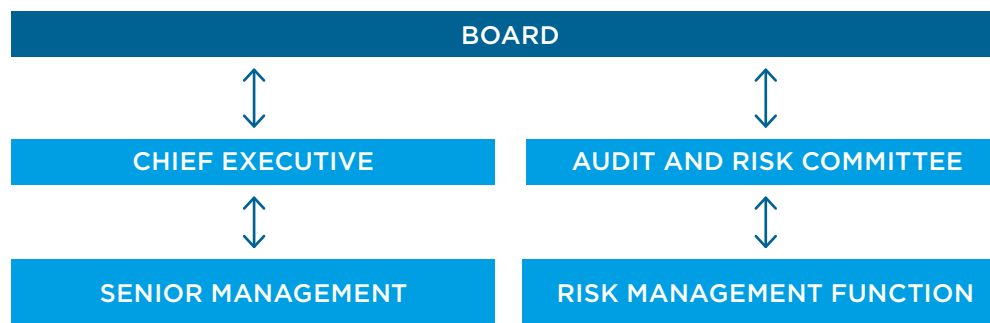 BOARD
CHIEF EXECUTIVE
AUDIT AND RISK COMMITTEE
SENIOR MANAGEMENT
RISK MANAGEMENT FUNCTION